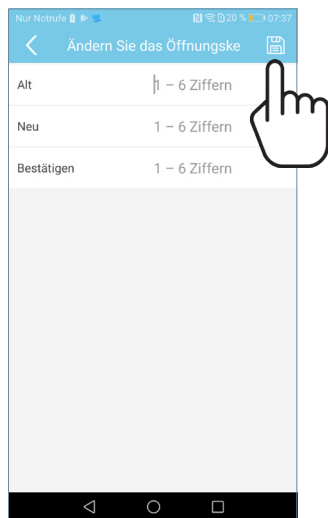 Nur Notrufe 20 % 07:37
Ändern Sie das Öffnungske
Alt 1 – 6 Ziffern
Neu 1 – 6 Ziffern
Bestätigen 1 – 6 Ziffern